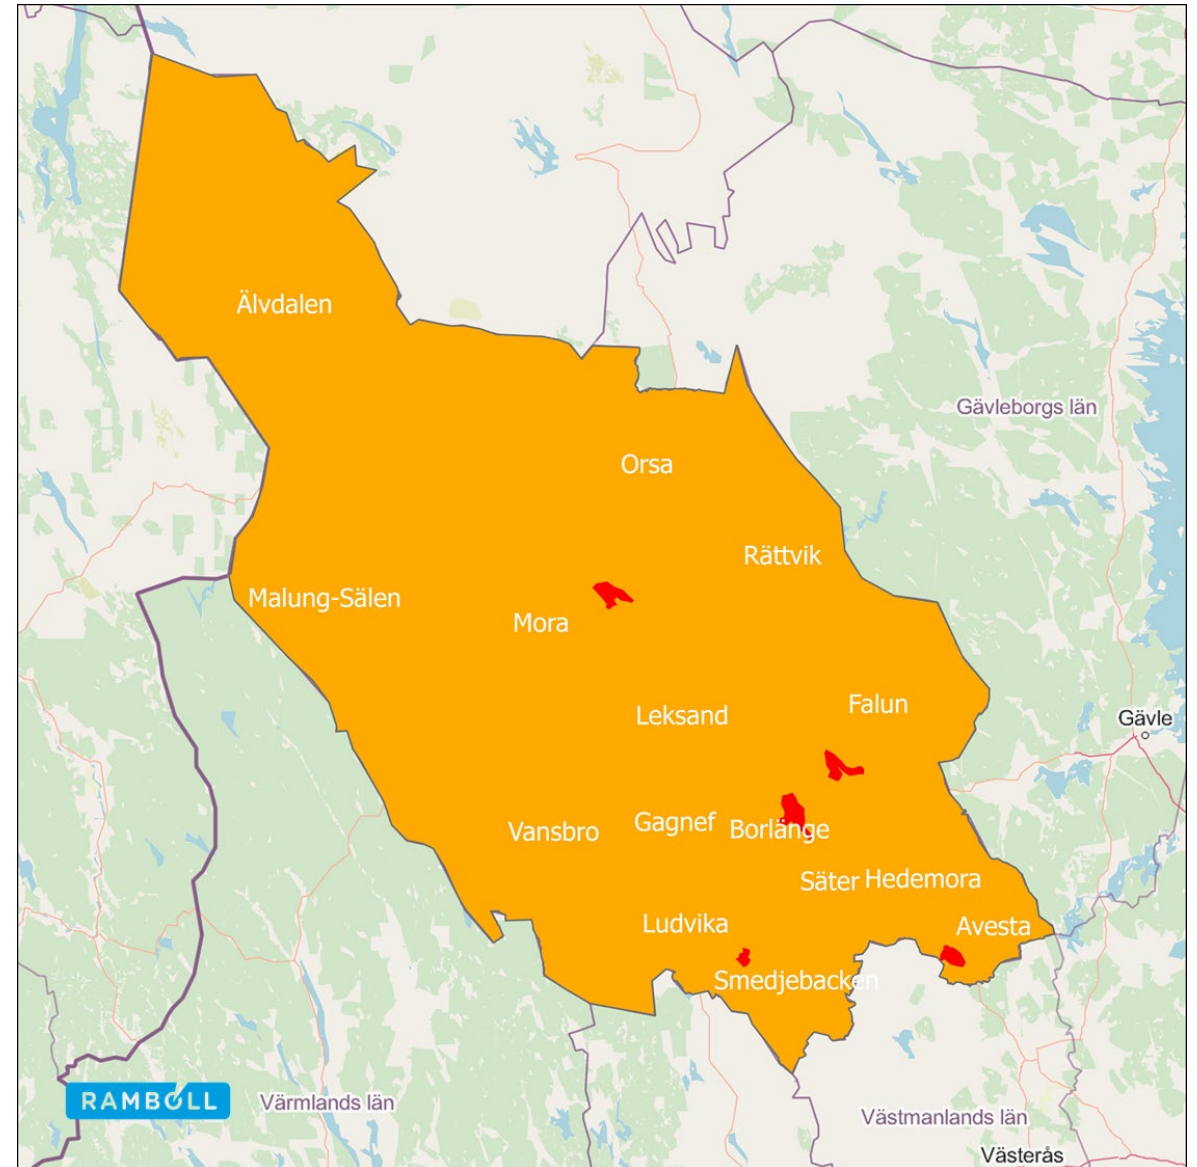 Älvdalen
Gävleborgs län
Orsa
Rättvik
Malung-Sälen
Mora
Falun
Leksand
Gävle
Gagnef
Borlänge
Vansbro
Säter
Hedemora
Ludvika
Avesta
Smedjebacken
RAMBOLL
Värmlands län
Västmanlands län
Västerås